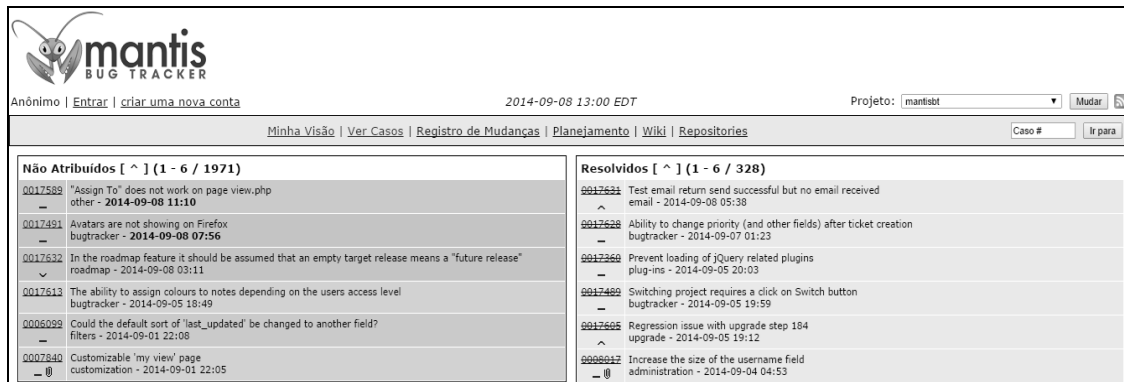 mantis
BUG TRACKER
Anônimo | Entrar | criar uma nova conta
2014-09-08 13:00 EDT
Projeto: mantisbt Mudar
Minha Visão | Ver Casos | Registro de Mudanças | Planejamento | Wiki | Repositories
Caso # Ir para
Não Atribuídos [ ^ ] (1 - 6 / 1971)
0017589 "Assign To" does not work on page view.php
other - 2014-09-08 11:10
0017491 Avatars are not showing on Firefox
bugtracker - 2014-09-08 07:56
0017632 In the roadmap feature it should be assumed that an empty target release means a "future release"
roadmap - 2014-09-08 03:11
0017613 The ability to assign colours to notes depending on the users access level
bugtracker - 2014-09-05 18:49
0006099 Could the default sort of 'last_updated' be changed to another field?
filters - 2014-09-01 22:08
0007840 Customizable 'my view' page
customization - 2014-09-01 22:05
Resolvidos [ ^ ] (1 - 6 / 328)
0017631 Test email return send successful but no email received
email - 2014-09-08 05:38
0017628 Ability to change priority (and other fields) after ticket creation
bugtracker - 2014-09-07 01:23
0017360 Prevent loading of jQuery related plugins
plug-ins - 2014-09-05 20:03
0017489 Switching project requires a click on Switch button
bugtracker - 2014-09-05 19:59
0017605 Regression issue with upgrade step 184
upgrade - 2014-09-05 19:12
0008017 Increase the size of the username field
administration - 2014-09-04 04:53